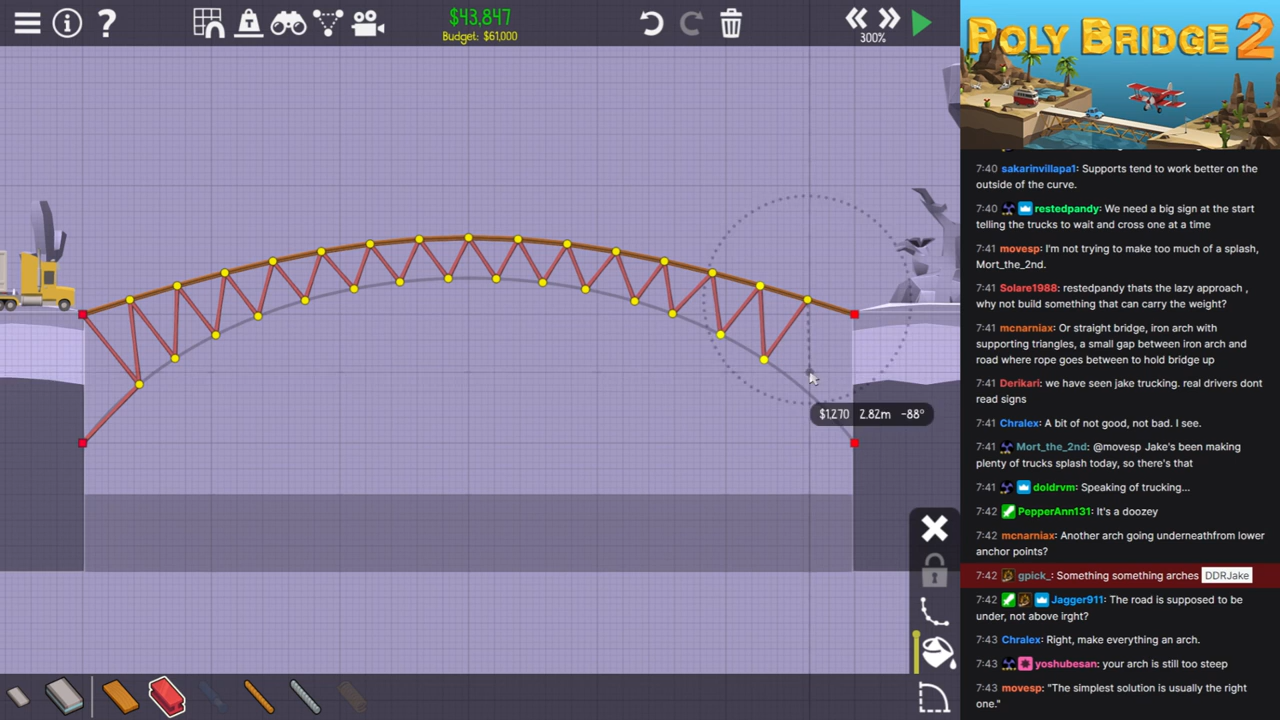 $43,847
Budget: $61,000
300%
POLY BRIDGE 2
7:40 sakarinvillapa1: Supports tend to work better on the
outside of the curve.
7:40 restedpandy: We need a big sign at the start
telling the trucks to wait and cross one at a time
7:41 movesp: I'm not trying to make too much of a splash,
Mort_the_2nd.
7:41 Solare1988: restedpandy thats the lazy approach ,
why not build something that can carry the weight?
7:41 mcnarniax: Or straight bridge, iron arch with
supporting triangles, a small gap between iron arch and
road where rope goes between to hold bridge up
7:41 Derikari: we have seen jake trucking. real drivers dont
read signs
7:41 Chralex: A bit of not good, not bad. I see.
7:41 Mort_the_2nd: @movesp Jake's been making
plenty of trucks splash today, so there's that
7:41 doldrvm: Speaking of trucking...
7:42 PepperAnn131: It's a doozey
7:42 mcnarniax: Another arch going underneathfrom lower
anchor points?
7:42 gpick_: Something something arches DDRJake
7:42 Jagger911: The road is supposed to be
under, not above irght?
7:43 Chralex: Right, make everything an arch.
7:43 yoshubesan: your arch is still too steep
7:43 movesp: "The simplest solution is usually the right
one."
$1,270 2.82m -88°